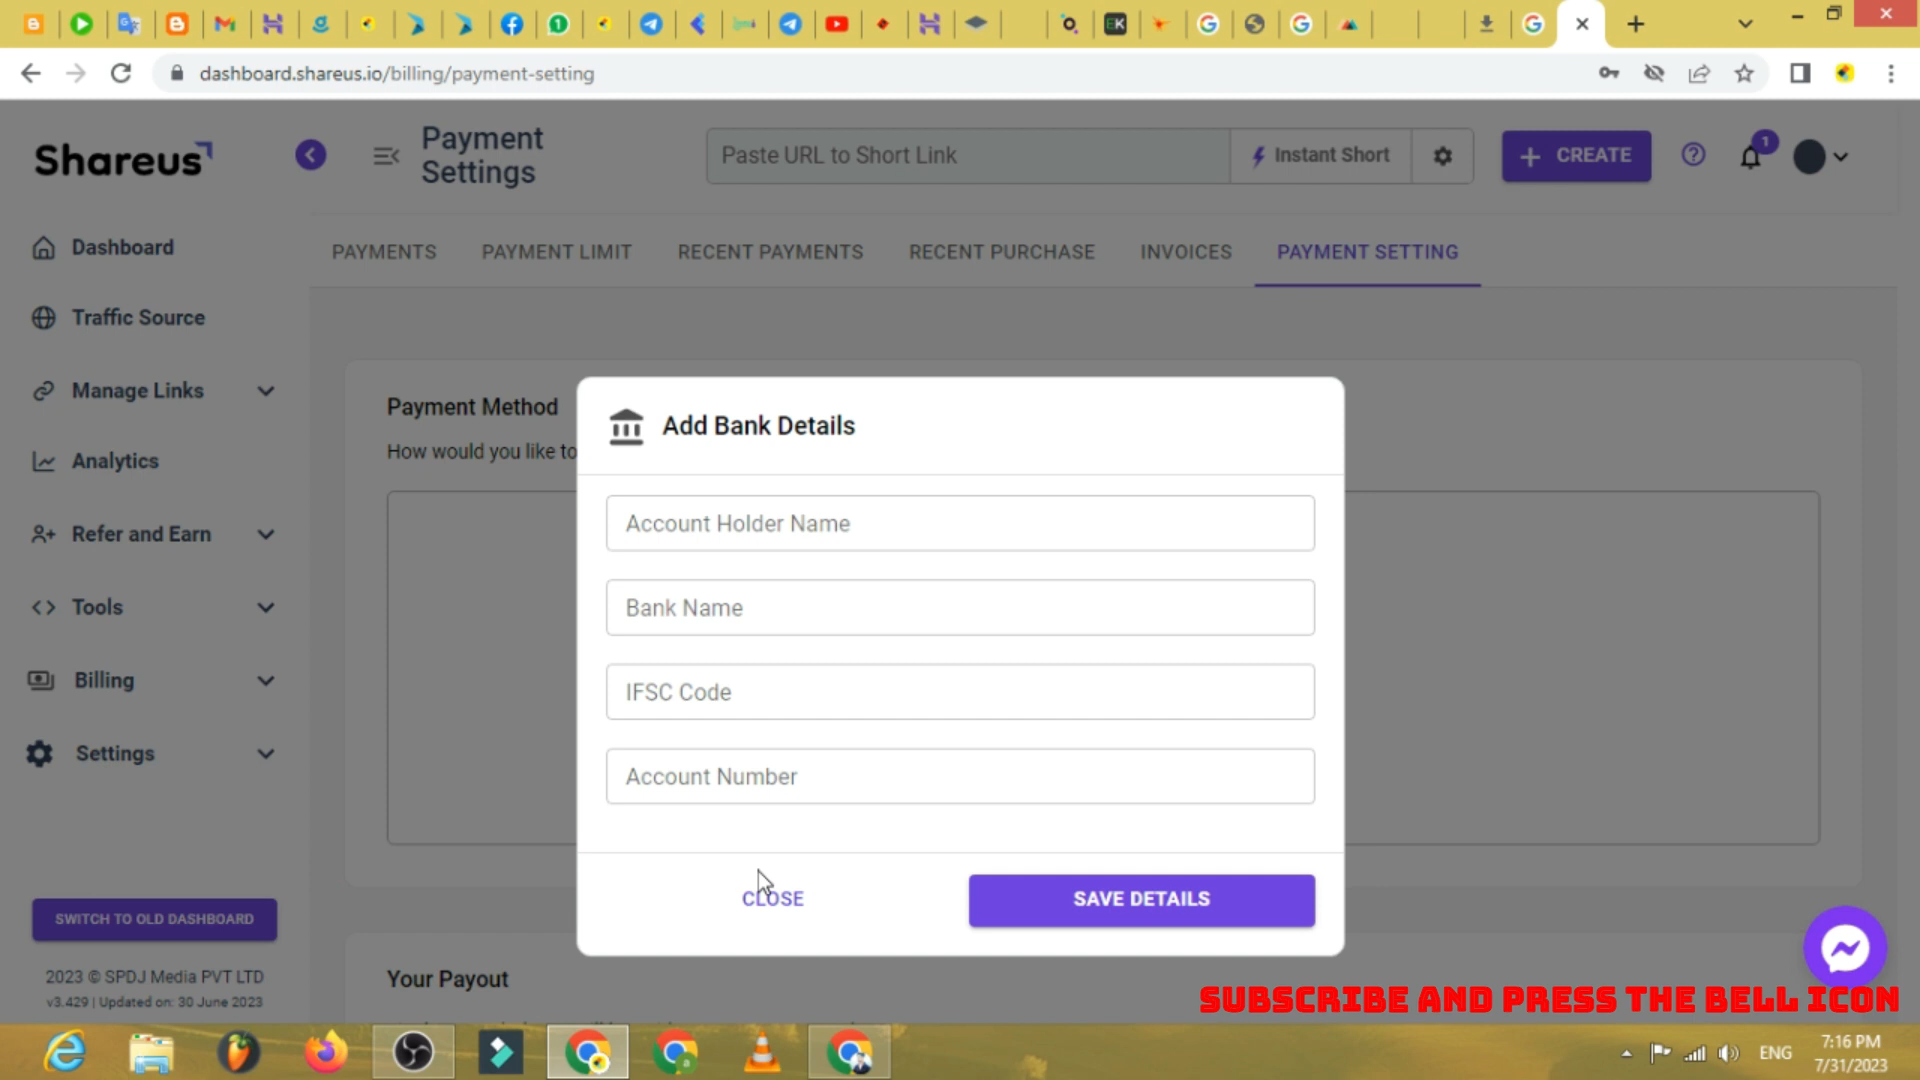 dashboard.shareus.io/billing/payment-setting
Shareus
Payment
Settings
Paste URL to Short Link
Instant Short
CREATE
1
Dashboard
Traffic Source
Manage Links
Analytics
Refer and Earn
Tools
Billing
Settings
SWITCH TO OLD DASHBOARD
2023 © SPDJ Media PVT LTD
v3.429 | Updated on: 30 June 2023
PAYMENTS
PAYMENT LIMIT
RECENT PAYMENTS
RECENT PURCHASE
INVOICES
PAYMENT SETTING
Payment Method
How would you like to
Add Bank Details
Account Holder Name
Bank Name
IFSC Code
Account Number
CLOSE
SAVE DETAILS
Your Payout
SUBSCRIBE AND PRESS THE BELL ICON
ENG
7:16 PM
7/31/2023